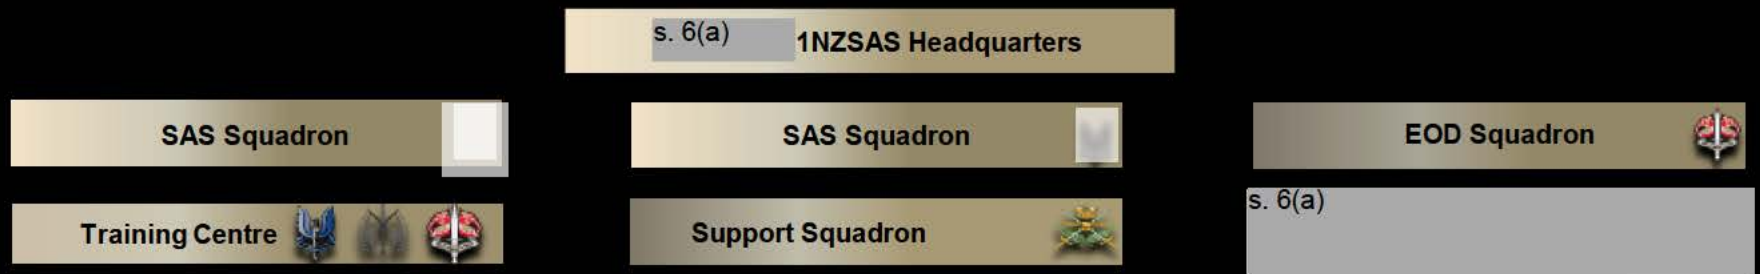 s. 6(a)
1NZSAS Headquarters
SAS Squadron
SAS Squadron
EOD Squadron
Training Centre
Support Squadron
s. 6(a)